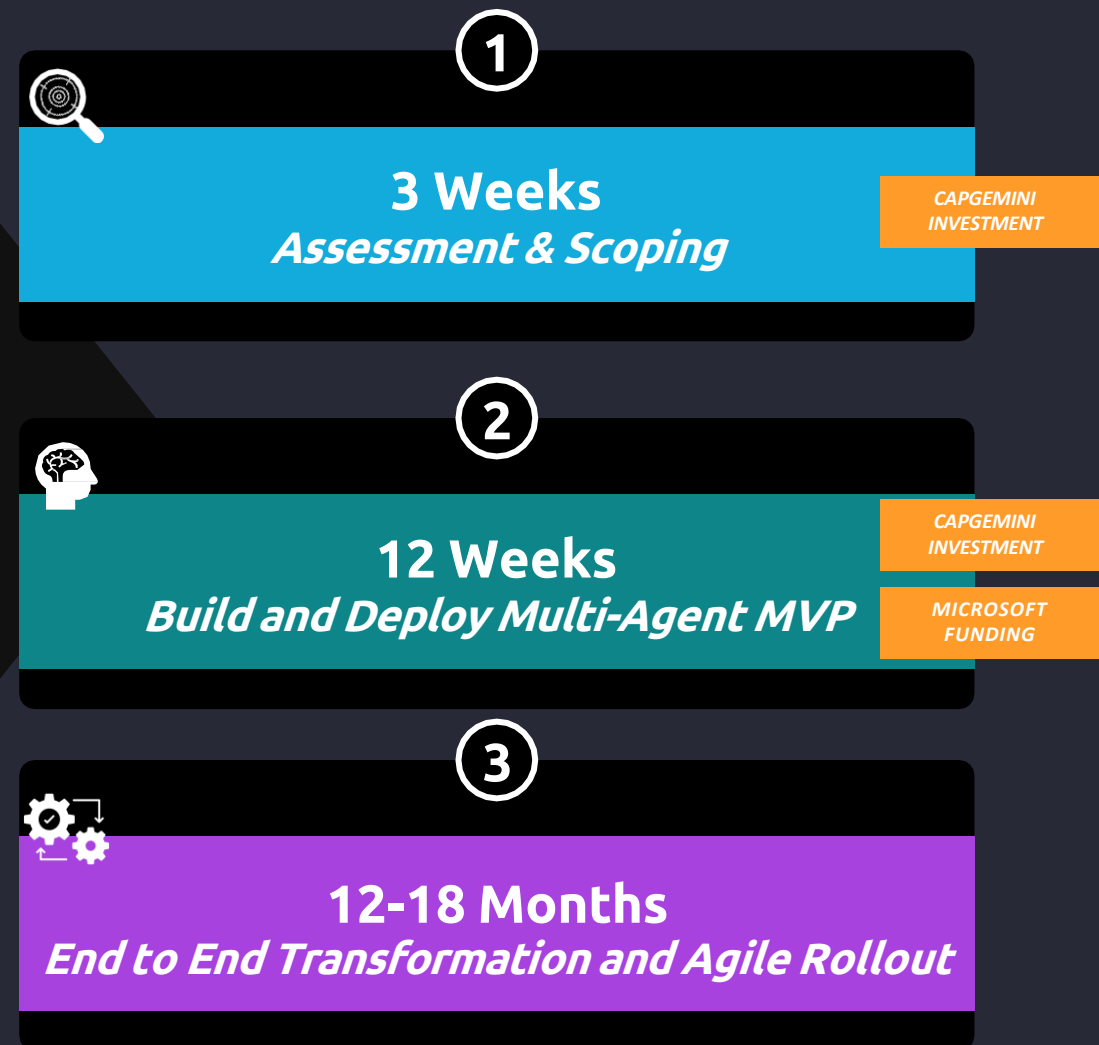 1
3 Weeks
Assessment & Scoping
CAPGEMINI
INVESTMENT
2
12 Weeks
Build and Deploy Multi-Agent MVP
CAPGEMINI
INVESTMENT
MICROSOFT
FUNDING
3
12-18 Months
End to End Transformation and Agile Rollout